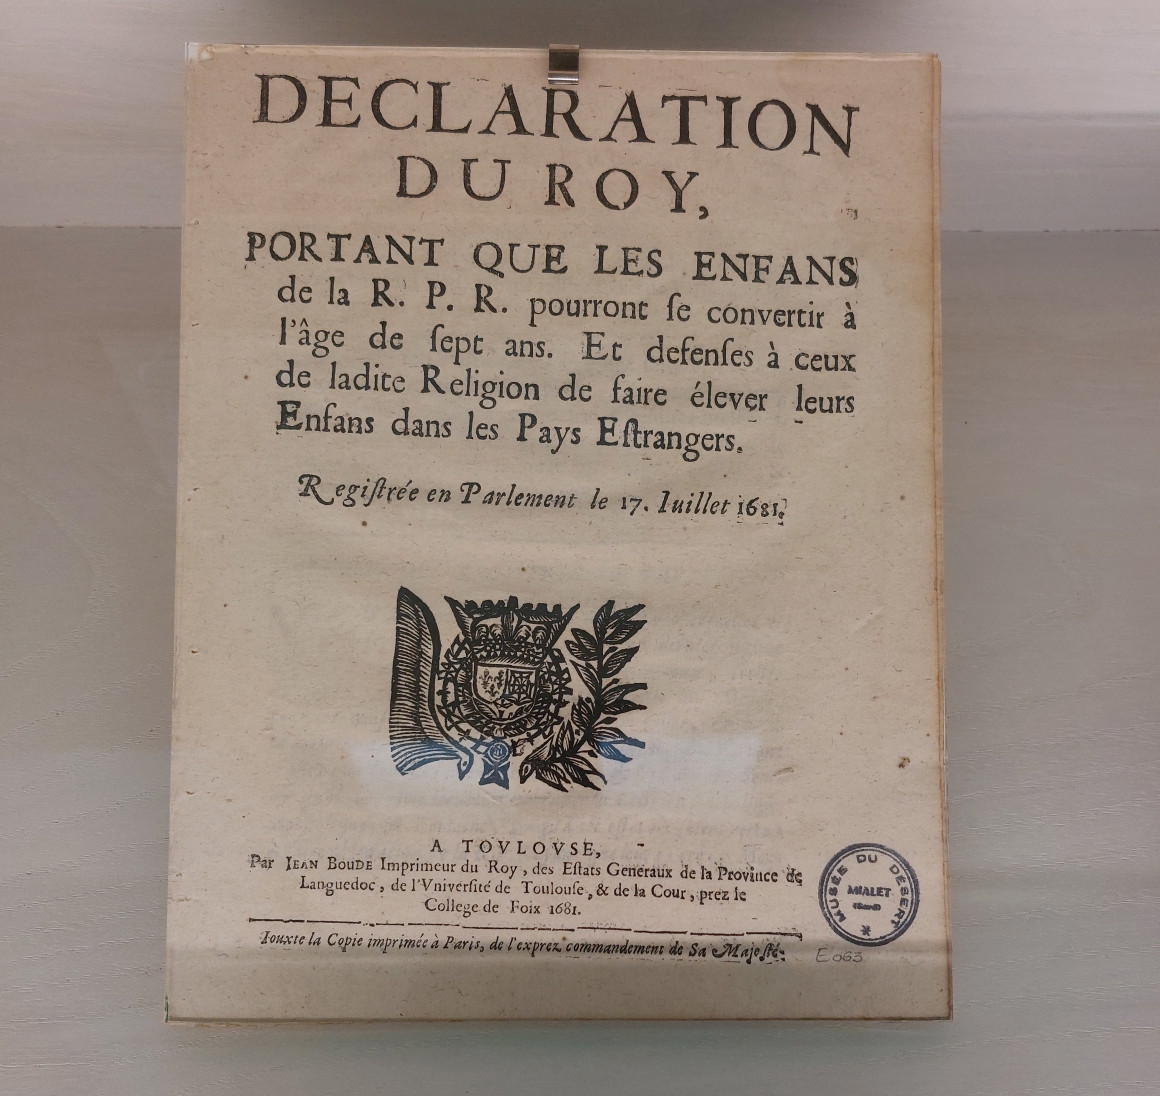 DECLARATION
DU ROY,
PORTANT QUE LES ENFANS
de la R. P. R. pourront ſe convertir à
l'âge de ſept ans. Et defenſes à ceux
de ladite Religion de faire élever leurs
Enfans dans les Pays Eſtrangers.
Regiſtrée en Parlement le 17. Iuillet 1681.
A TOVLOVSE,
Par JEAN BOUDE Imprimeur du Roy, des Eſtats Generaux de la Province de
Languedoc, de l'Vniverſité de Toulouſe, & de la Cour, prez le
College de Foix 1681.
Iouxte la Copie imprimée à Paris, de l'exprez commandement de Sa Majeſté.
MUSÉE DU DÉSERT
MIALET
(Gard)
E 063